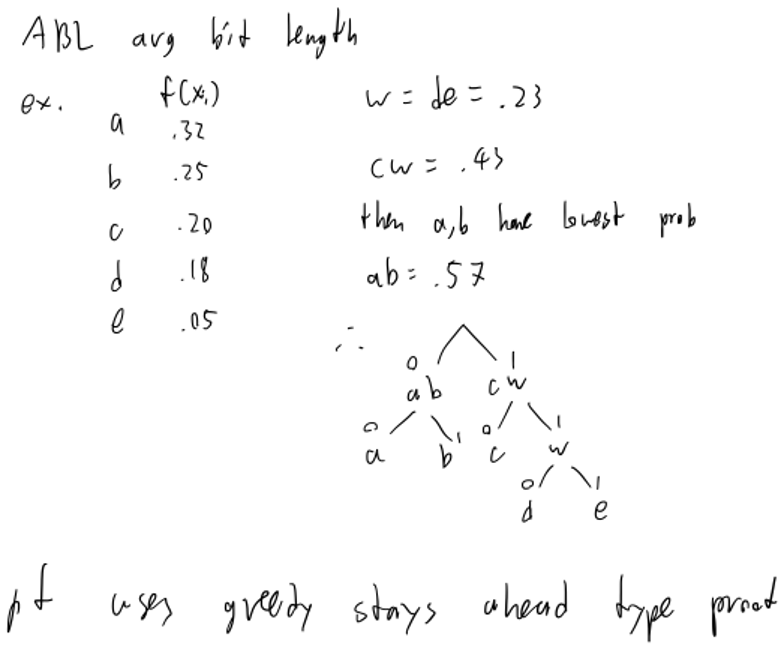 ABL avg bit length
ex. f(xᵢ) w = de = .23
a .32
b .25 cw = .43
c .20 then a,b have lowest prob
d .18 ab = .57
e .05
∴
0 1
ab cw
0 1 0 1
a b c w
0 1
d e
pf uses greedy stays ahead type proof